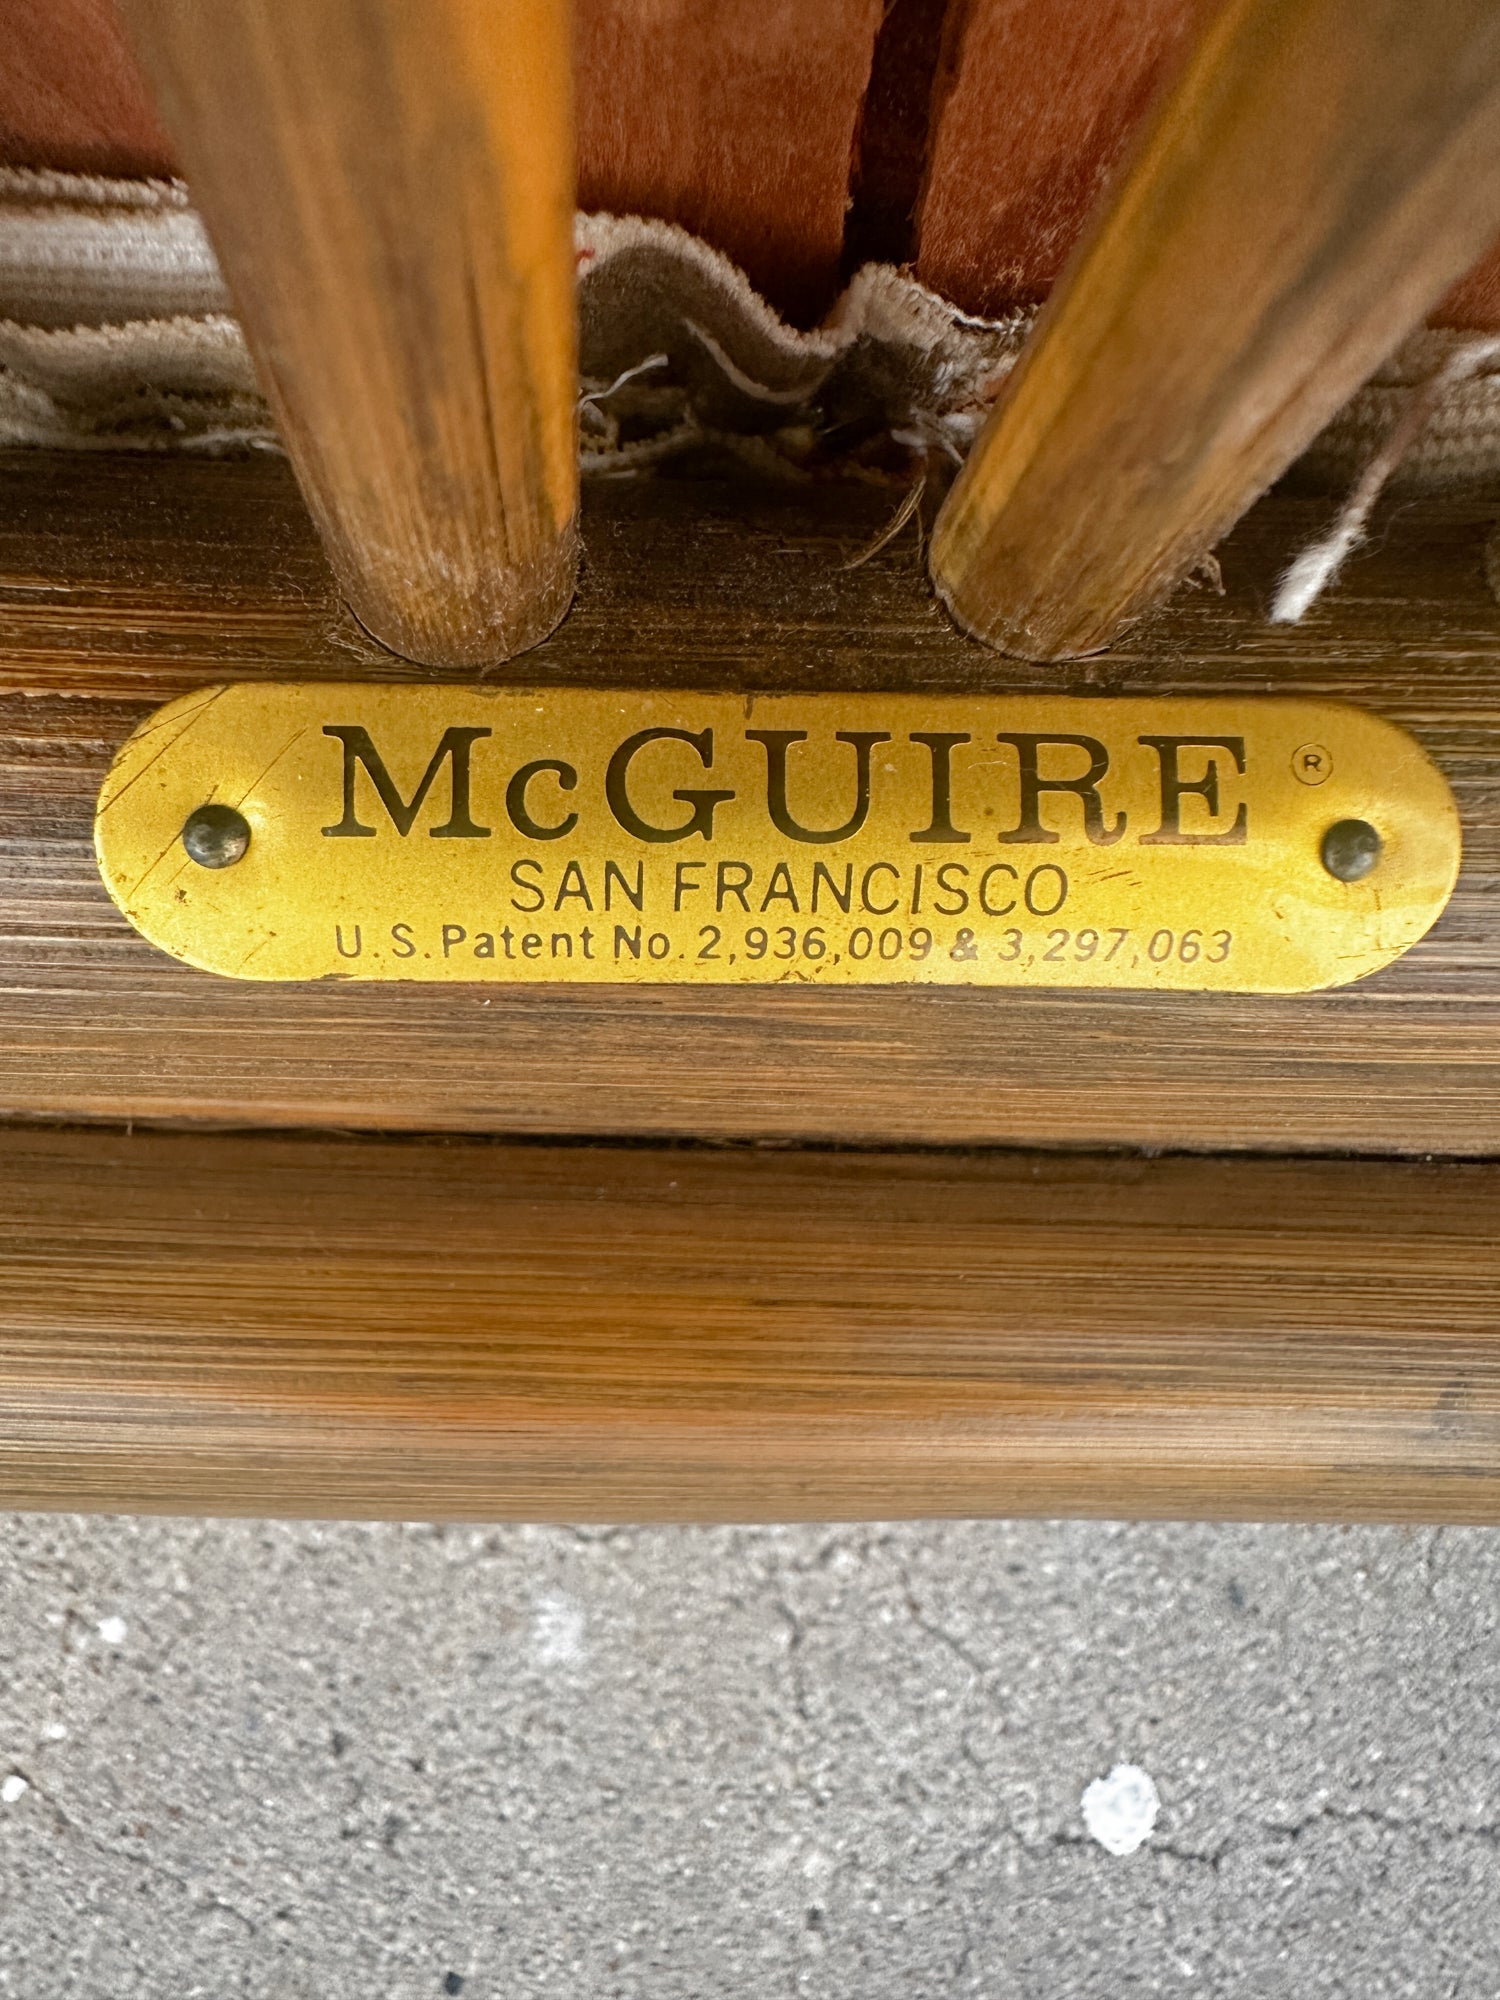 McGUIRE ®
SAN FRANCISCO
U.S. Patent No. 2,936,009 & 3,297,063